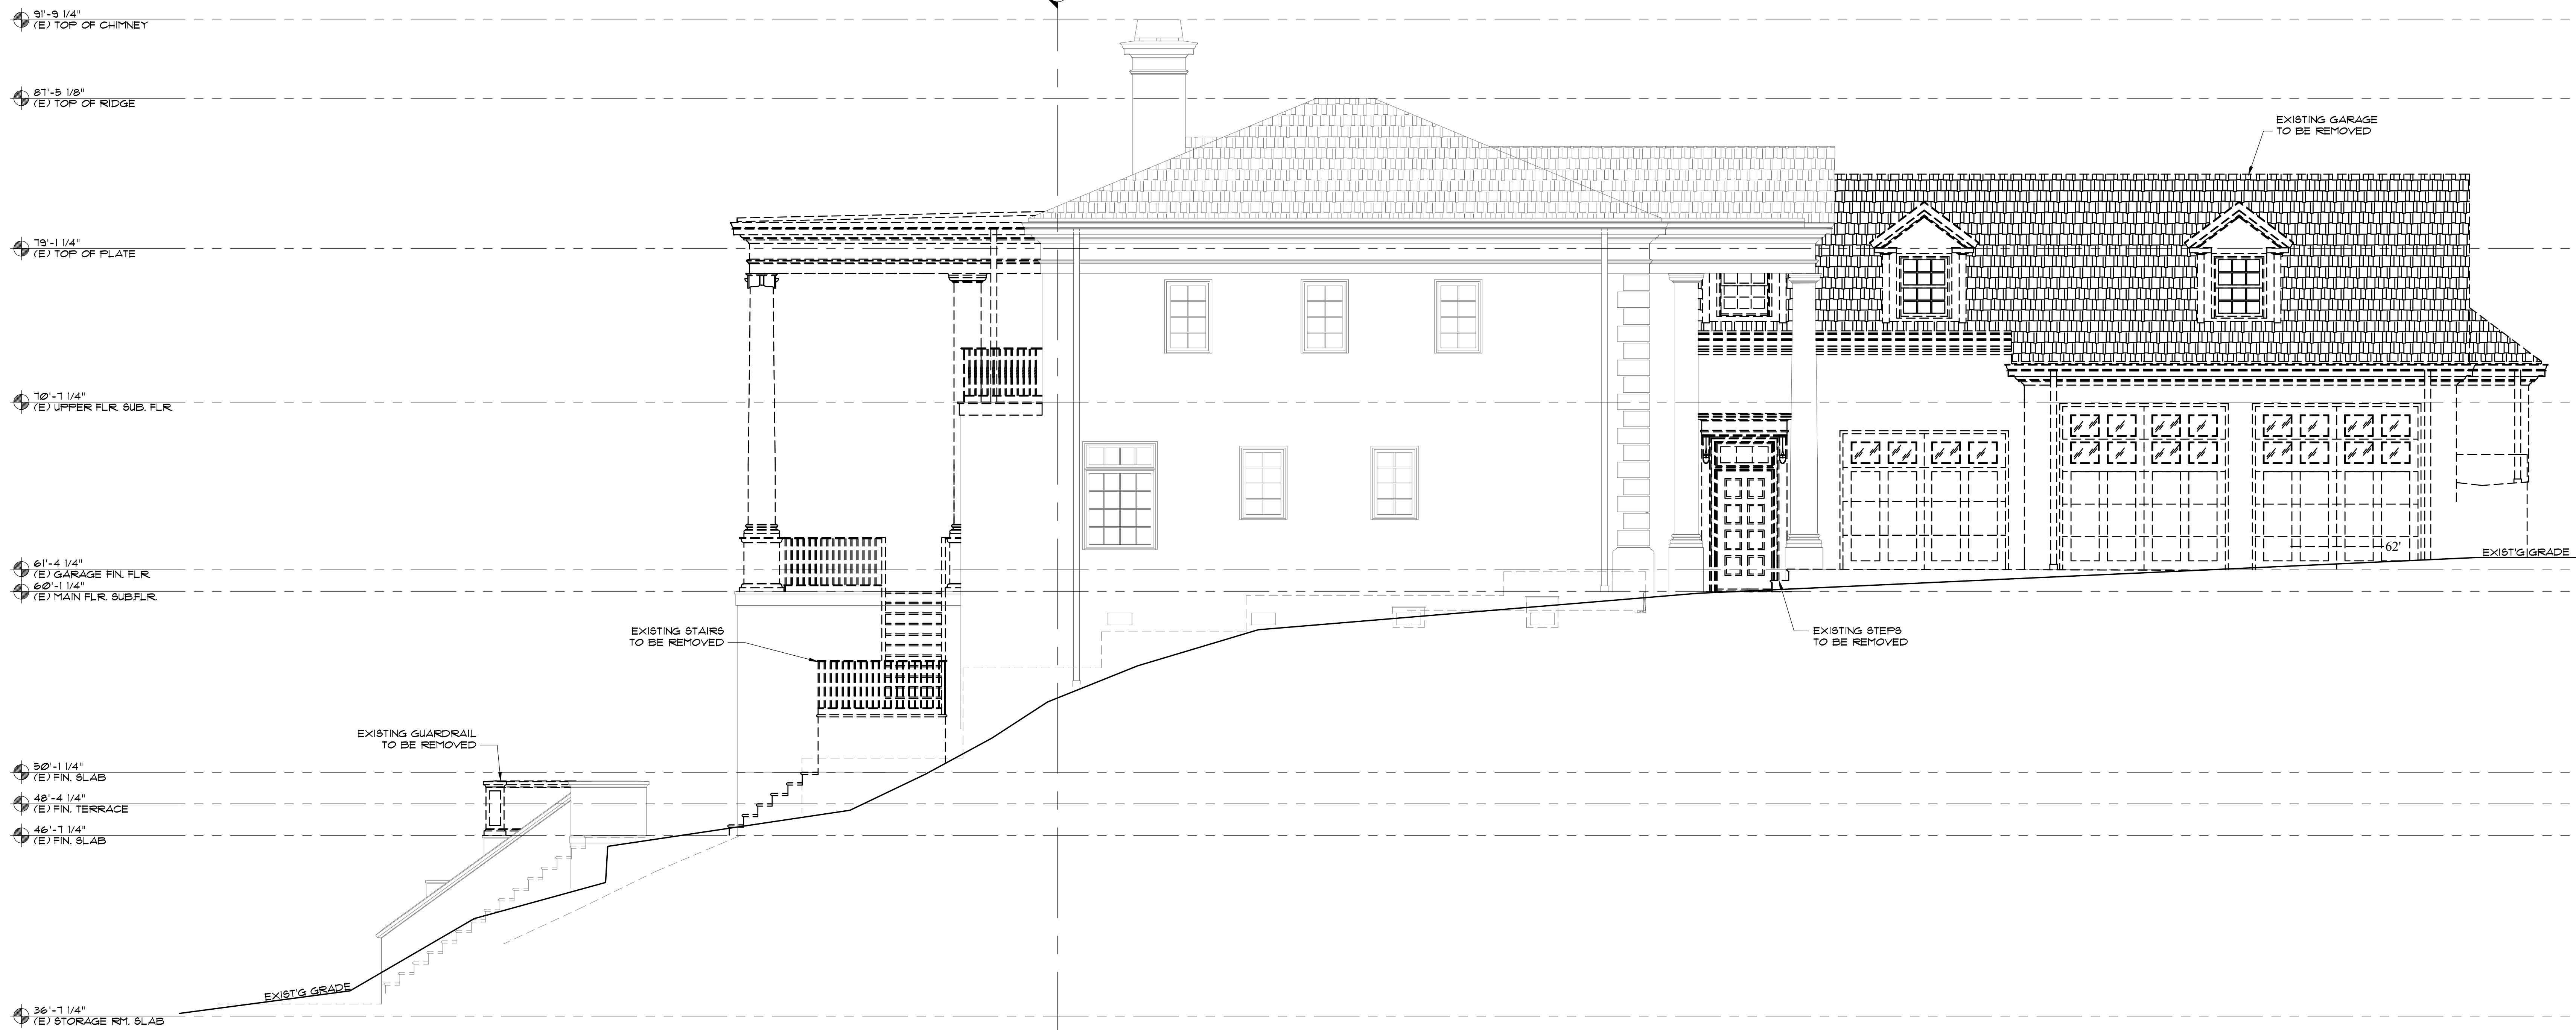 91'-9 1/4"
(E) TOP OF CHIMNEY
87'-5 1/8"
(E) TOP OF RIDGE
EXISTING GARAGE
TO BE REMOVED
79'-1 1/4"
(E) TOP OF PLATE
70'-7 1/4"
(E) UPPER FLR. SUB. FLR.
62'
EXIST'G GRADE
61'-4 1/4"
(E) GARAGE FIN. FLR.
60'-1 1/4"
(E) MAIN FLR. SUB.FLR.
EXISTING STAIRS
TO BE REMOVED
EXISTING STEPS
TO BE REMOVED
EXISTING GUARDRAIL
TO BE REMOVED
50'-1 1/4"
(E) FIN. SLAB
48'-4 1/4"
(E) FIN. TERRACE
46'-7 1/4"
(E) FIN. SLAB
EXIST'G GRADE
36'-7 1/4"
(E) STORAGE RM. SLAB